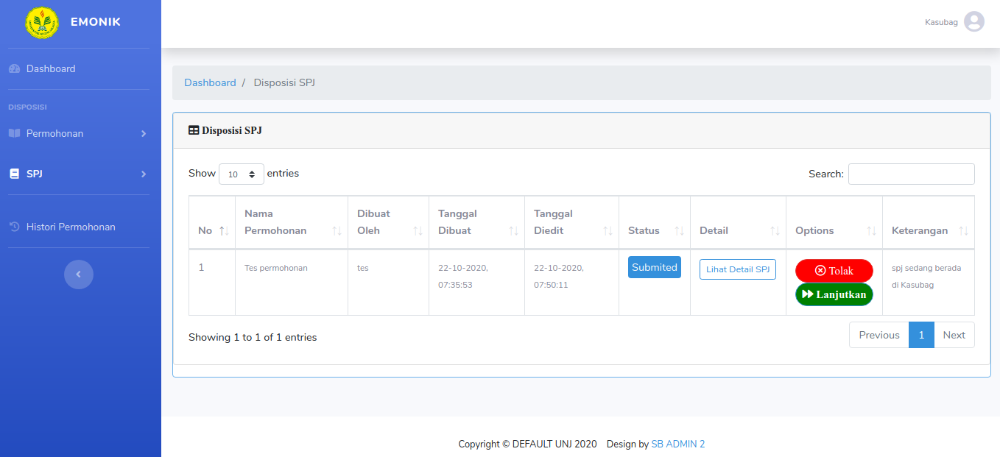 EMONIK
Kasubag
Dashboard
DISPOSISI
Permohonan
SPJ
Histori Permohonan
Dashboard / Disposisi SPJ
Disposisi SPJ
Show 10 entries
Search:
No
Nama Permohonan
Dibuat Oleh
Tanggal Dibuat
Tanggal Diedit
Status
Detail
Options
Keterangan
1
Tes permohonan
tes
22-10-2020,
07:35:53
22-10-2020,
07:50:11
Submited
Lihat Detail SPJ
Tolak
Lanjutkan
spj sedang berada
di Kasubag
Showing 1 to 1 of 1 entries
Previous 1 Next
Copyright © DEFAULT UNJ 2020 Design by SB ADMIN 2